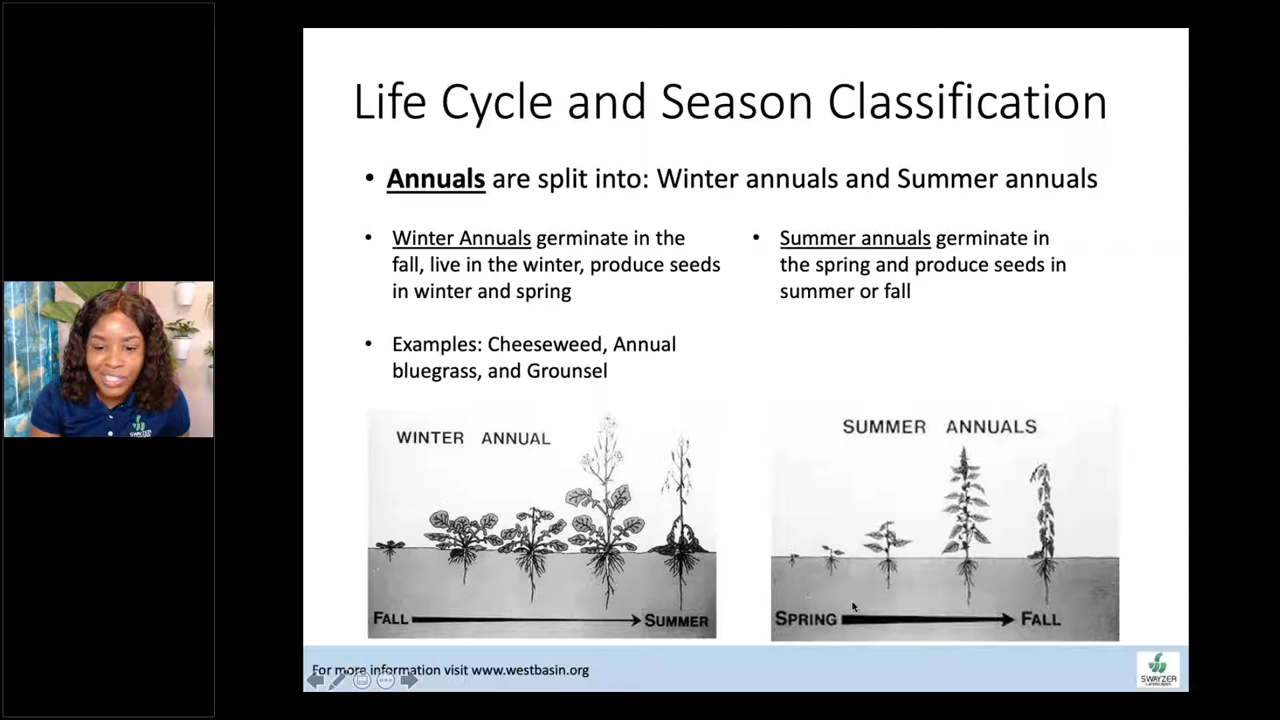 Life Cycle and Season Classification
• Annuals are split into: Winter annuals and Summer annuals
• Winter Annuals germinate in the
fall, live in the winter, produce seeds
in winter and spring
• Examples: Cheeseweed, Annual
bluegrass, and Grounsel
• Summer annuals germinate in
the spring and produce seeds in
summer or fall
WINTER ANNUAL
FALL
SUMMER
SUMMER ANNUALS
SPRING
FALL
For more information visit www.westbasin.org
SWAYZER